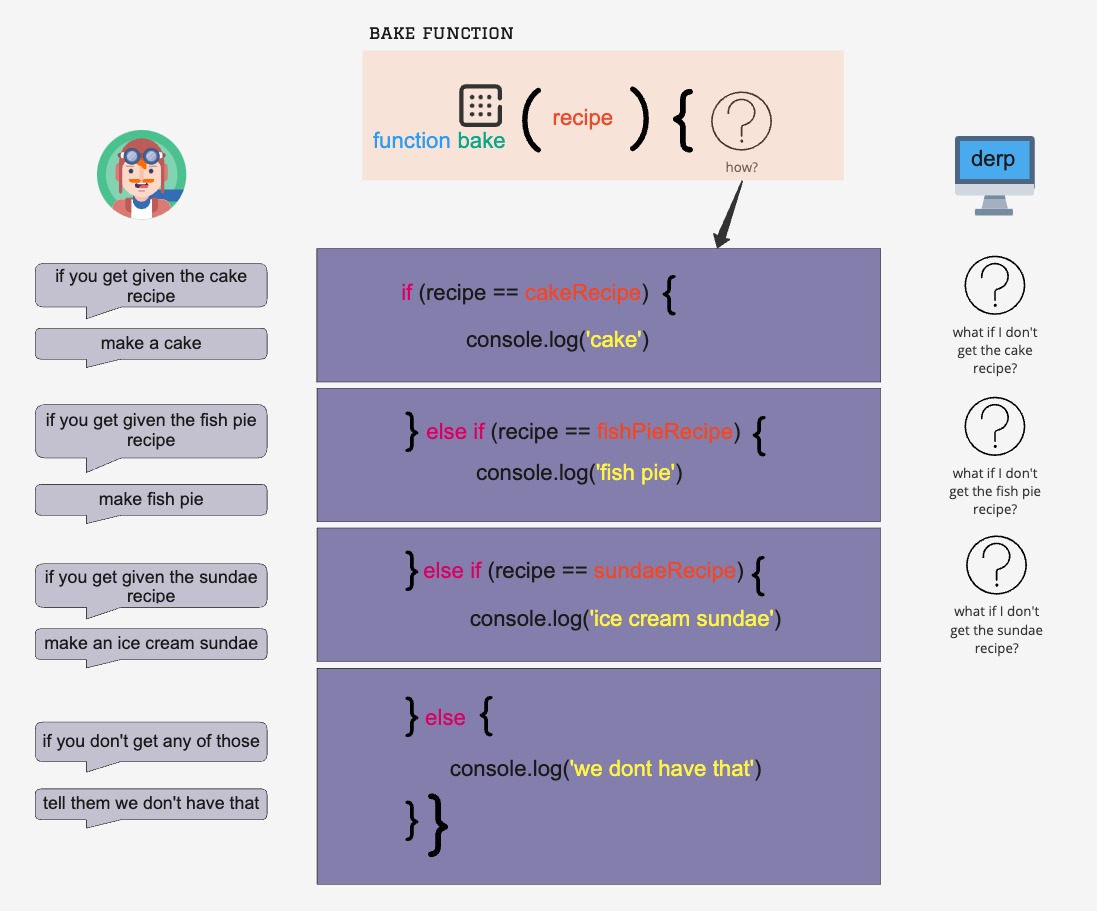 BAKE FUNCTION
function bake ( recipe ) { ?
how?
derp
if you get given the cake
recipe
make a cake
if (recipe == cakeRecipe) {
console.log('cake')
?
what if I don't
get the cake
recipe?
if you get given the fish pie
recipe
make fish pie
} else if (recipe == fishPieRecipe) {
console.log('fish pie')
?
what if I don't
get the fish pie
recipe?
if you get given the sundae
recipe
make an ice cream sundae
} else if (recipe == sundaeRecipe) {
console.log('ice cream sundae')
?
what if I don't
get the sundae
recipe?
if you don't get any of those
tell them we don't have that
} else {
console.log('we dont have that')
} }